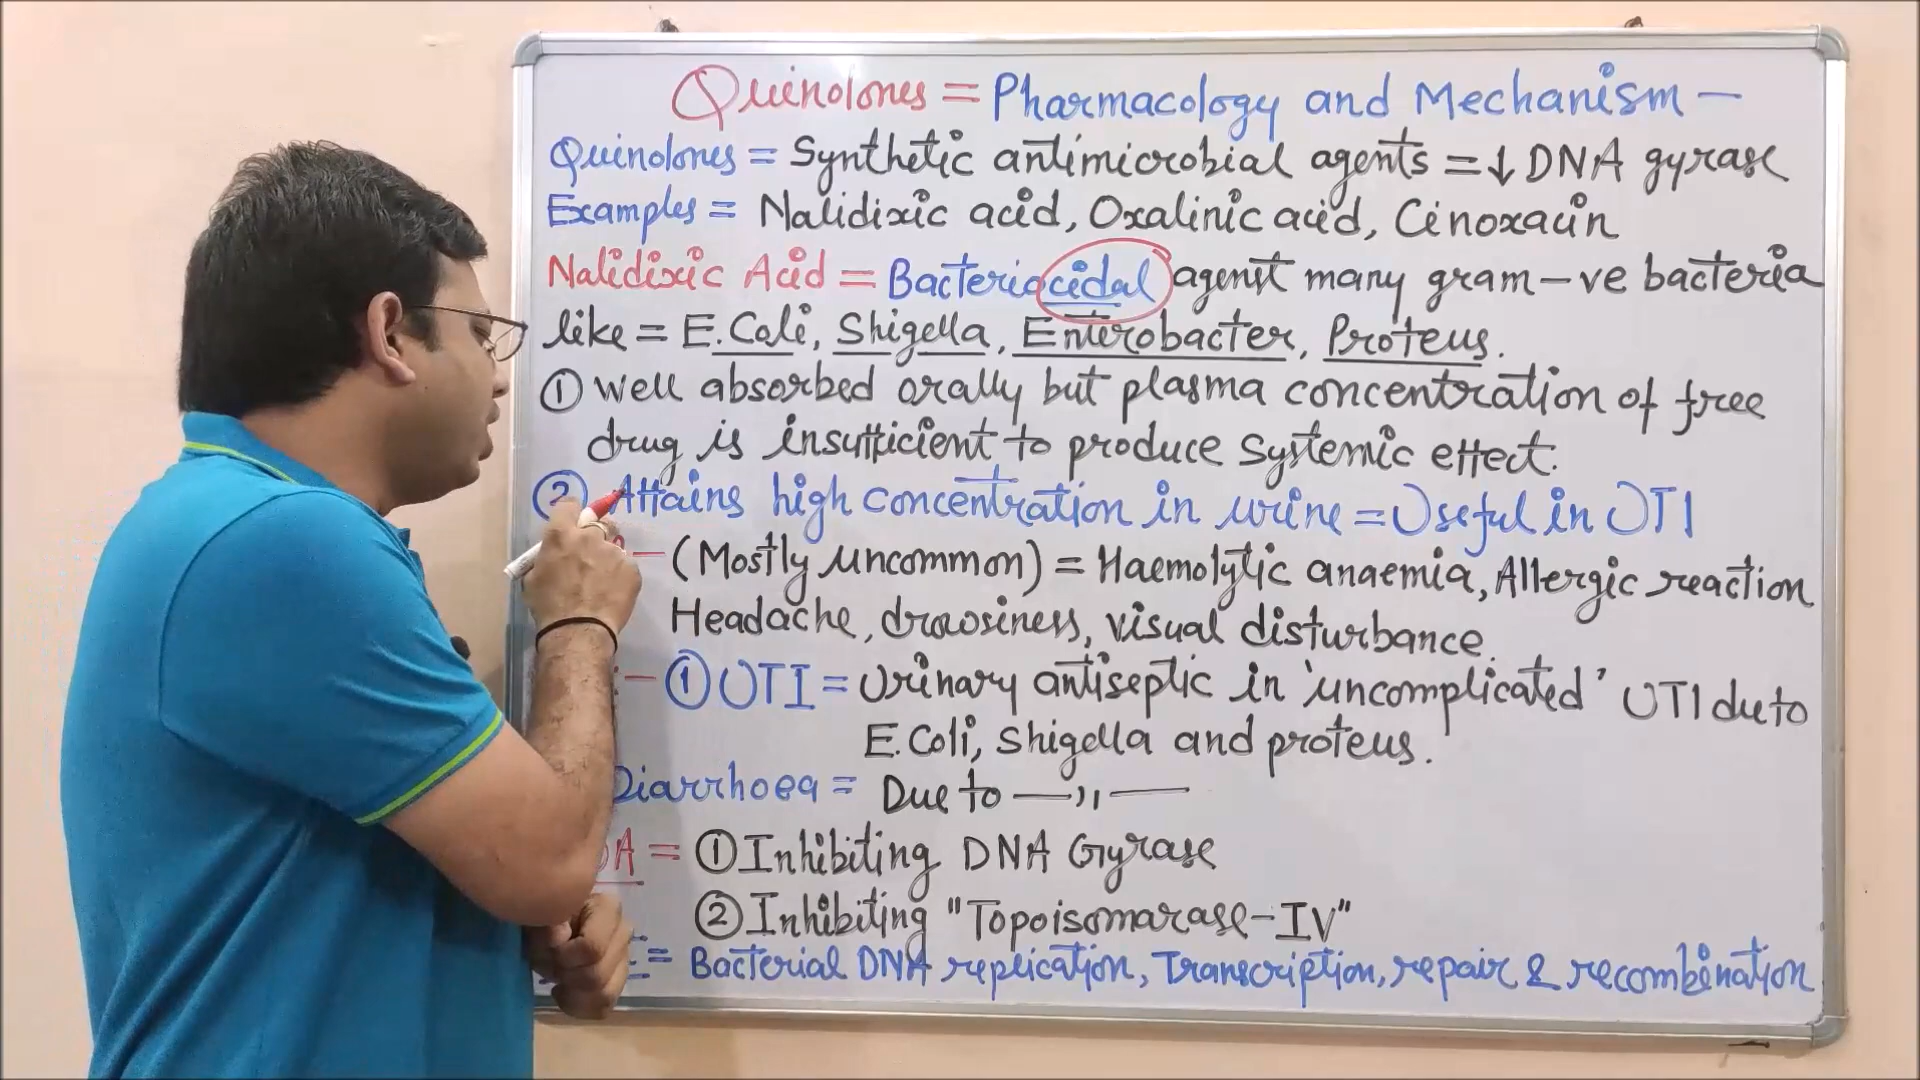 Quinolones = Pharmacology and Mechanism –
Quinolones = Synthetic antimicrobial agents = ↓ DNA gyrase
Examples = Nalidixic acid, Oxalinic acid, Cinoxacin
Nalidixic Acid = Bacteriocidal agenst many gram –ve bacteria
like = E.Coli, Shigella, Enterobacter, Proteus.
① Well absorbed orally but plasma concentration of free
drug is insufficient to produce Systemic effect.
② Attains high concentration in urine = Useful in UTI
– (Mostly uncommon) = Haemolytic anaemia, Allergic reaction
Headache, drowsiness, visual disturbance.
:– ① UTI = Urinary antiseptic in 'uncomplicated' UTI due to
E.Coli, Shigella and proteus.
Diarrhoea = Due to —,,—
OA = ① Inhibiting DNA Gyrase
② Inhibiting "Topoisomarase–IV"
= Bacterial DNA replication, Transcription, repair & recombination